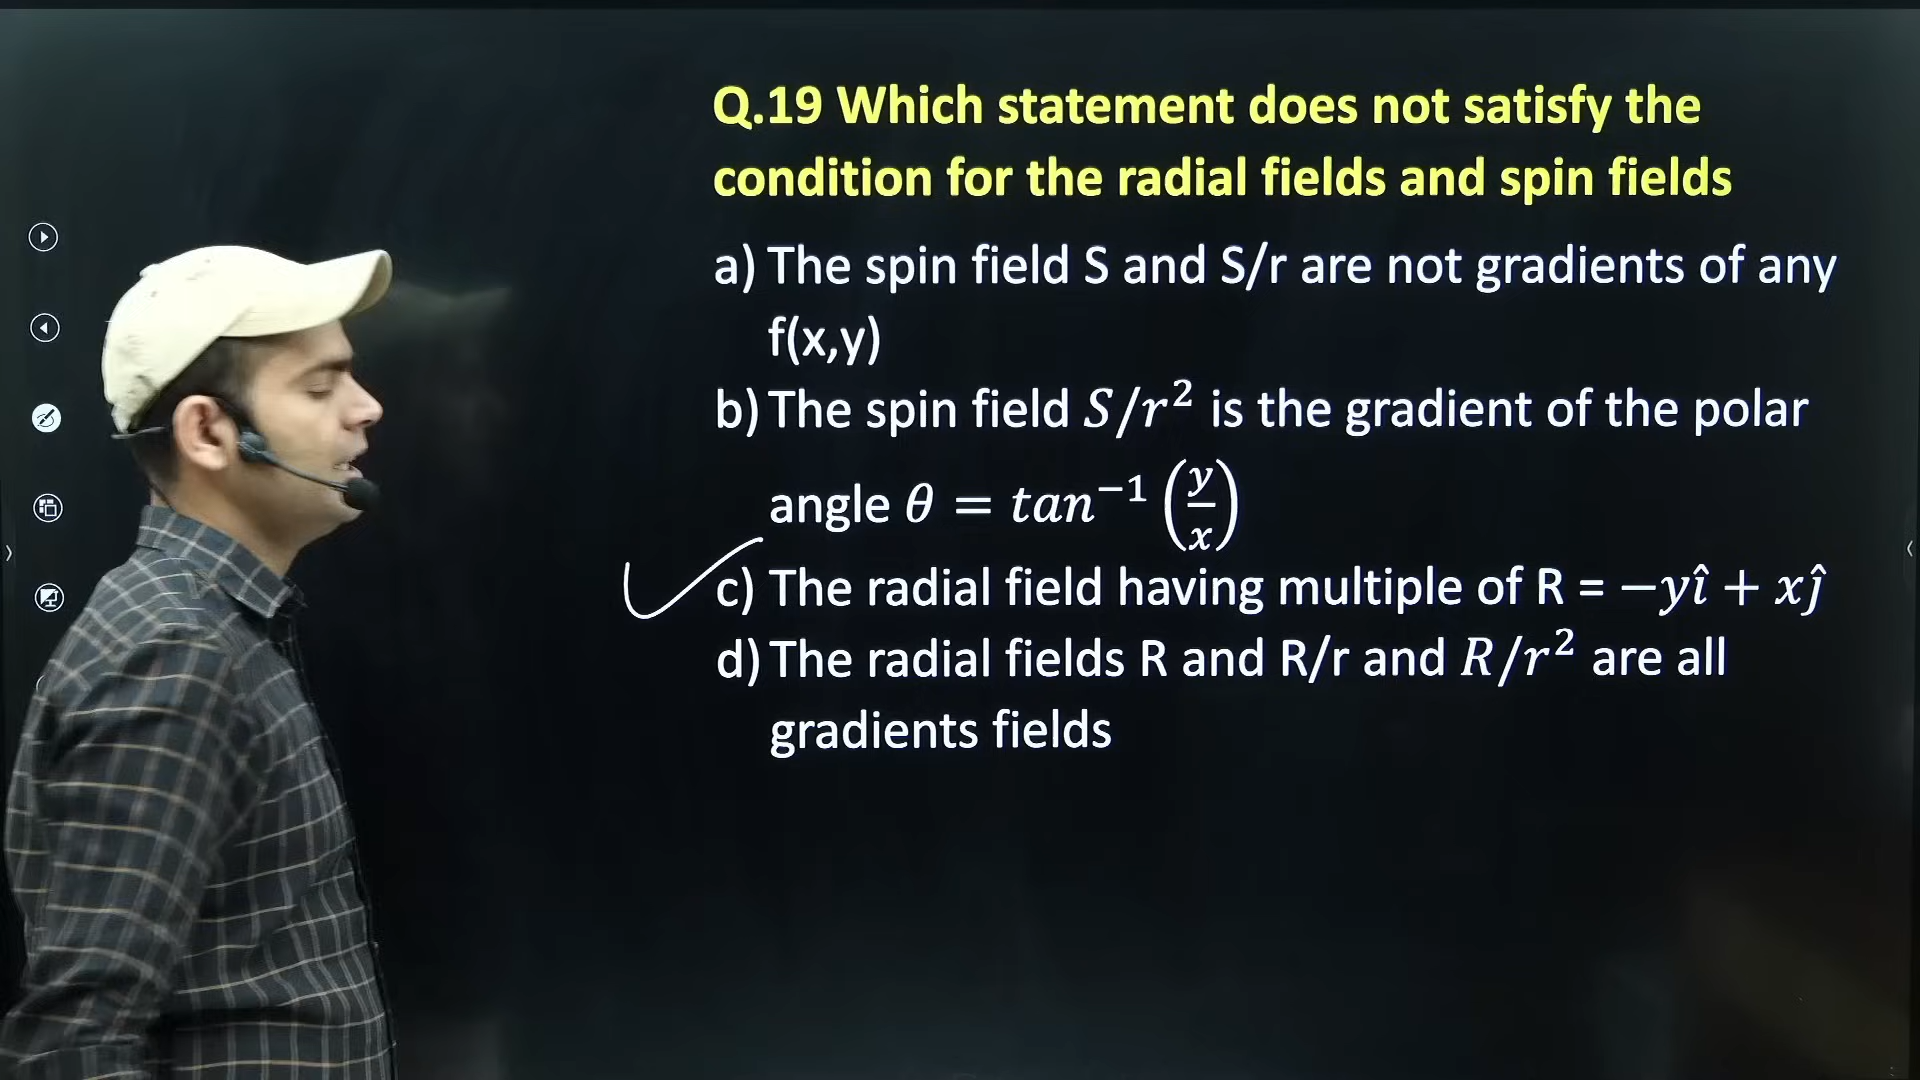 Q.19 Which statement does not satisfy the
condition for the radial fields and spin fields
a) The spin field S and S/r are not gradients of any
f(x,y)
b) The spin field S/r² is the gradient of the polar
angle θ = tan⁻¹(y/x)
c) The radial field having multiple of R = −yî + xĵ
d) The radial fields R and R/r and R/r² are all
gradients fields